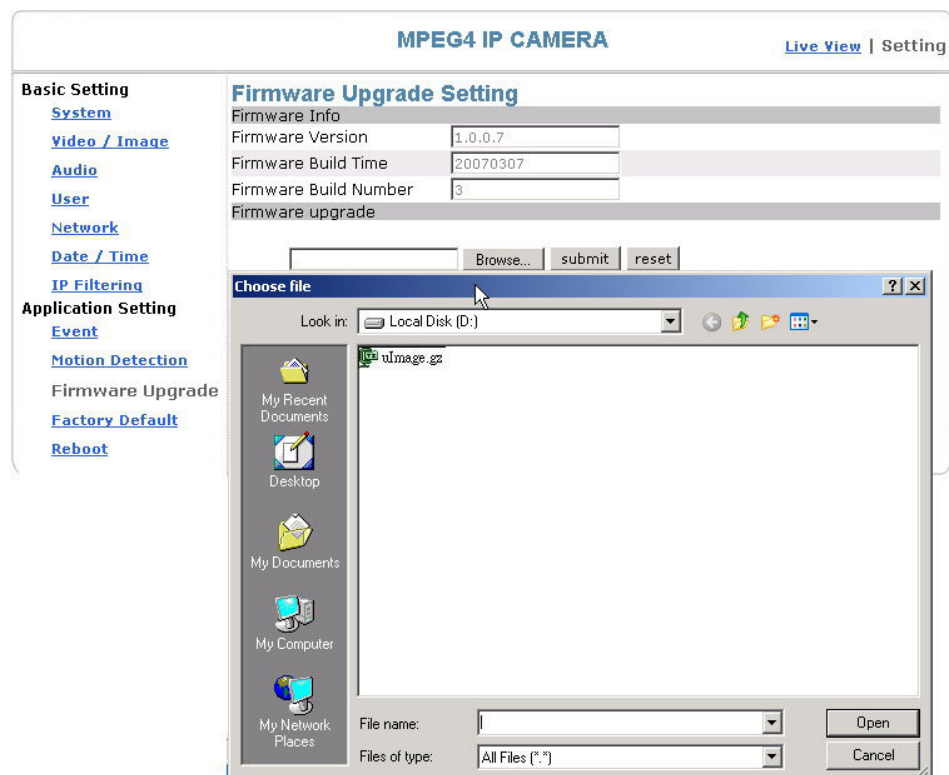 MPEG4 IP CAMERA
Live View | Setting
Basic Setting
System
Video / Image
Audio
User
Network
Date / Time
IP Filtering
Application Setting
Event
Motion Detection
Firmware Upgrade
Factory Default
Reboot
Firmware Upgrade Setting
Firmware Info
Firmware Version 1.0.0.7
Firmware Build Time 20070307
Firmware Build Number 3
Firmware upgrade
Browse... submit reset
Choose file
Look in: Local Disk (D:)
uImage.gz
My Recent
Documents
Desktop
My Documents
My Computer
My Network
Places
File name: Open
Files of type: All Files (*.*) Cancel